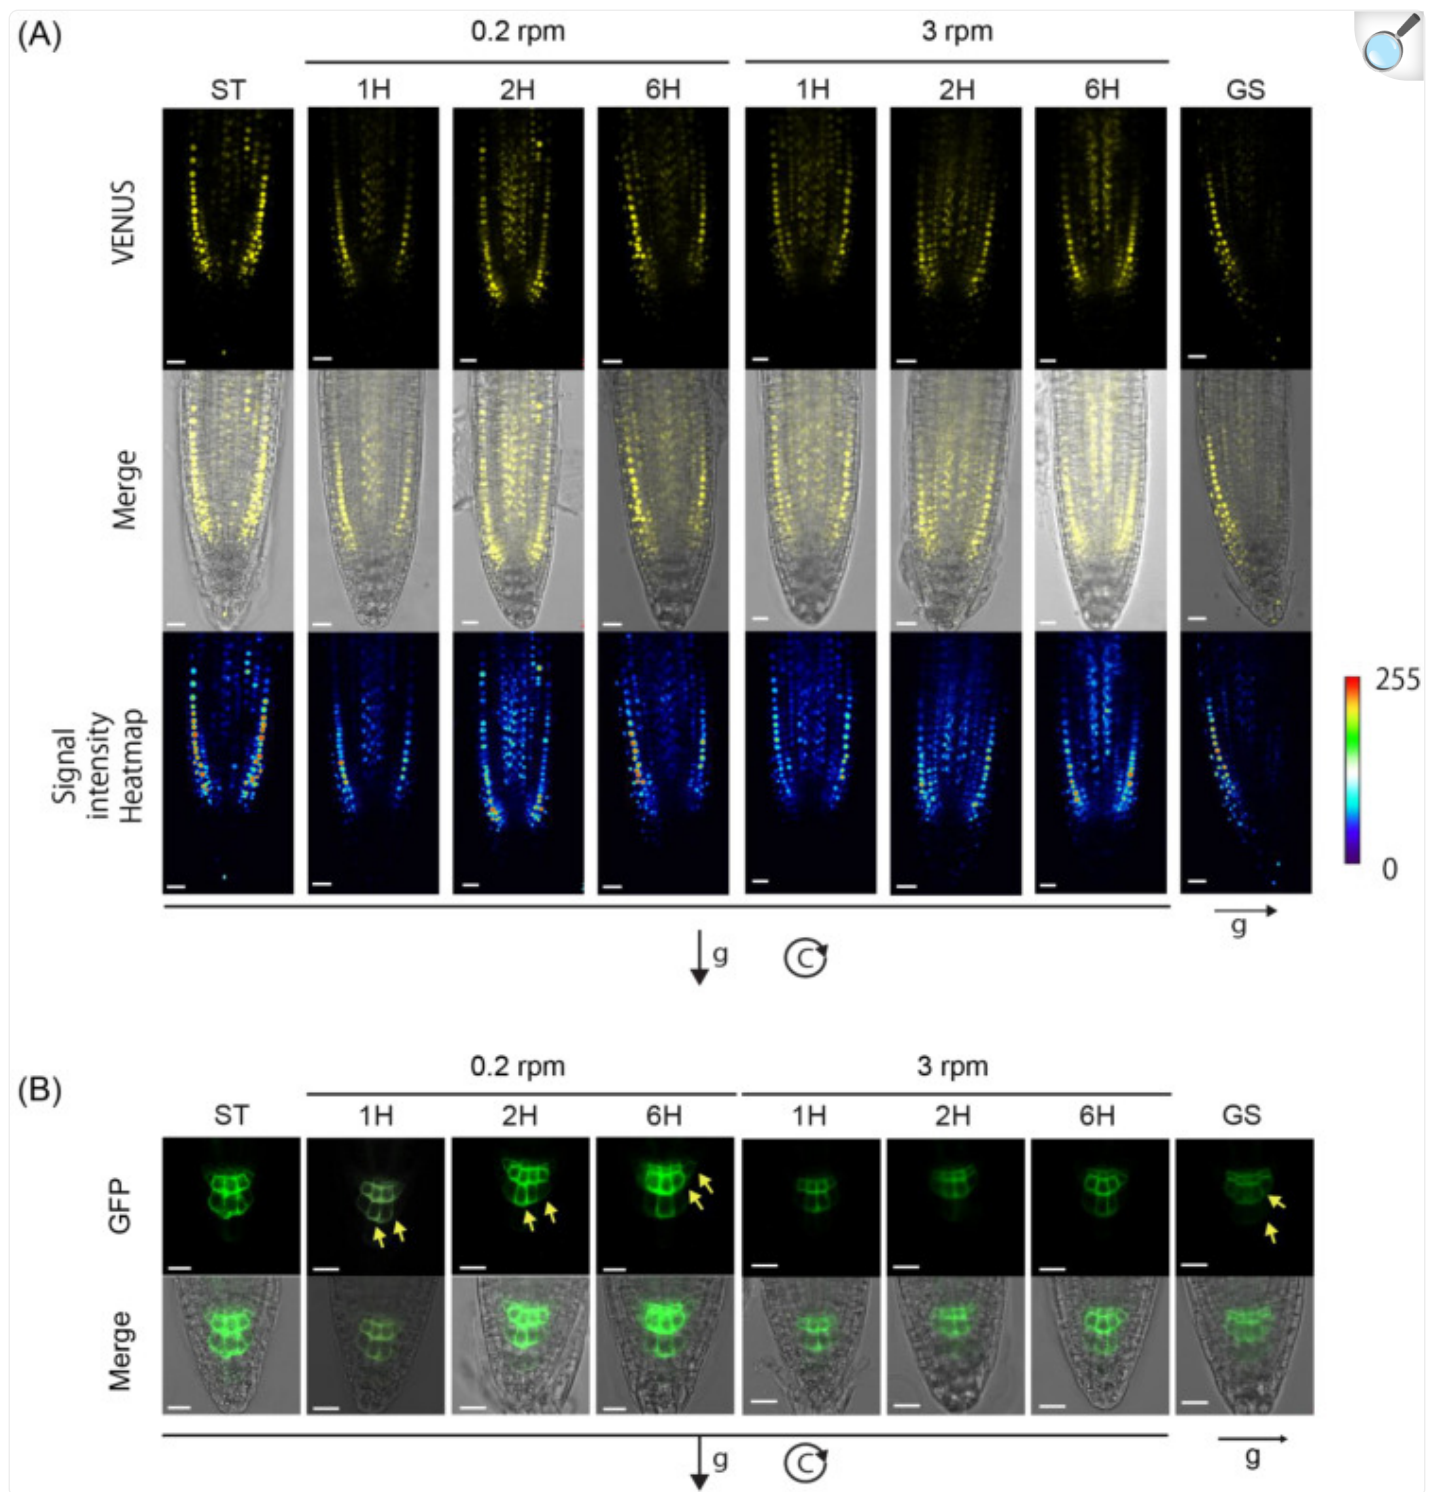 (A)
0.2 rpm
3 rpm
ST 1H 2H 6H 1H 2H 6H GS
VENUS
Merge
Signal
intensity
Heatmap
255
0
g
g C
(B)
0.2 rpm
3 rpm
ST 1H 2H 6H 1H 2H 6H GS
GFP
Merge
g C
g